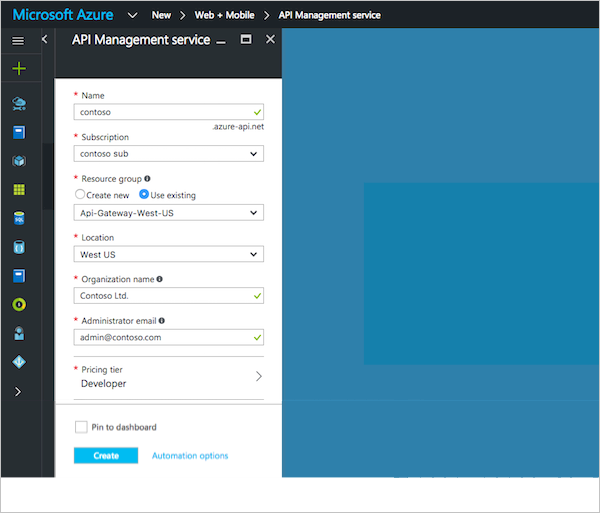 Microsoft Azure New > Web + Mobile > API Management service
API Management service
* Name
contoso
.azure-api.net
* Subscription
contoso sub
* Resource group
Create new Use existing
Api-Gateway-West-US
* Location
West US
* Organization name
Contoso Ltd.
* Administrator email
admin@contoso.com
* Pricing tier
Developer
Pin to dashboard
Create Automation options